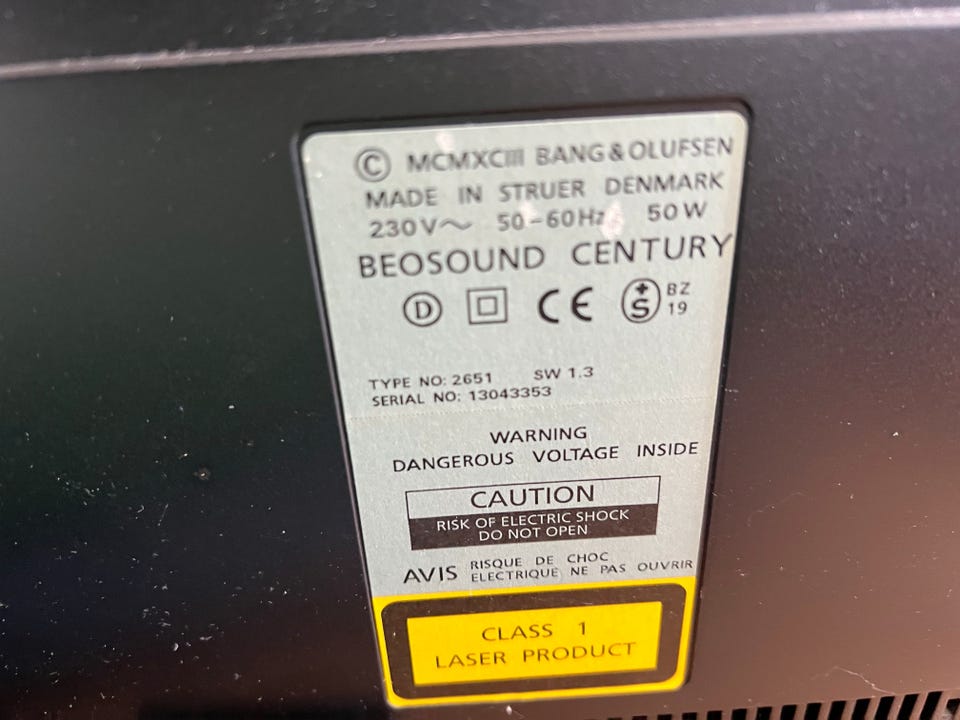 © MCMXCIII BANG & OLUFSEN
MADE IN STRUER DENMARK
230V~ 50-60Hz 50W
BEOSOUND CENTURY
D CE +S BZ 19
TYPE NO: 2651 SW 1.3
SERIAL NO: 13043353
WARNING
DANGEROUS VOLTAGE INSIDE
CAUTION
RISK OF ELECTRIC SHOCK
DO NOT OPEN
AVIS RISQUE DE CHOC
ELECTRIQUE NE PAS OUVRIR
CLASS 1
LASER PRODUCT